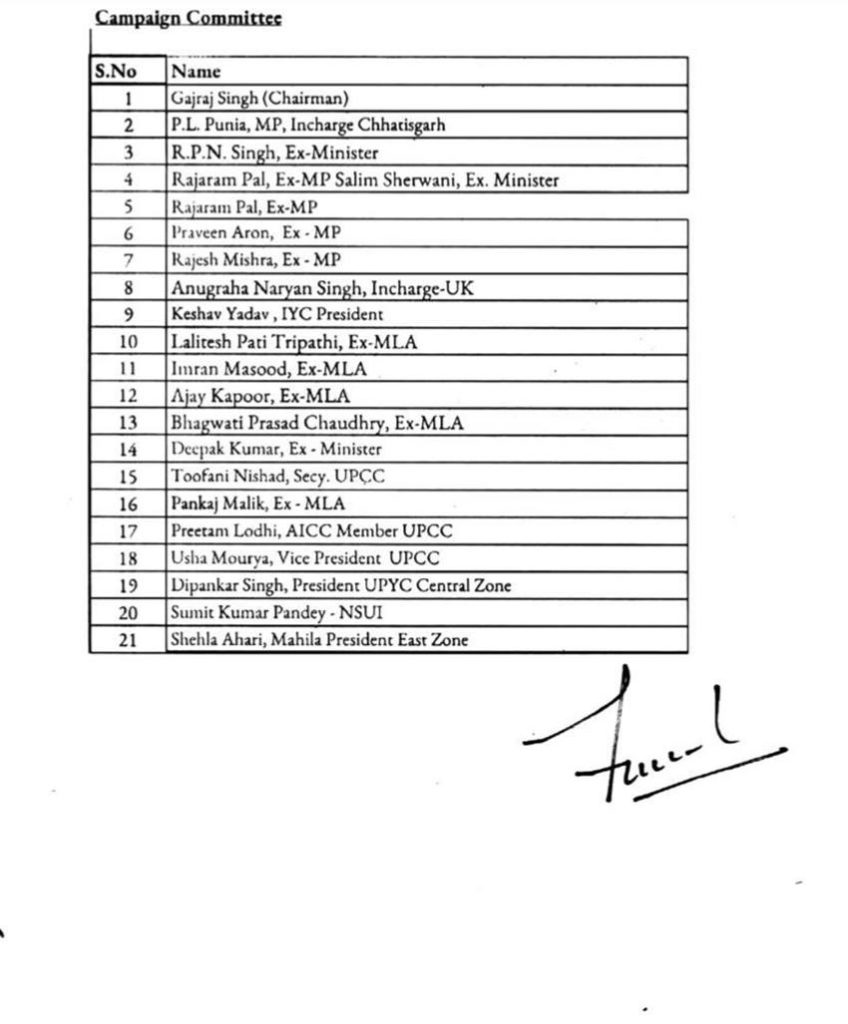 Campaign Committee
S.No Name
1 Gajraj Singh (Chairman)
2 P.L. Punia, MP, Incharge Chhatisgarh
3 R.P.N. Singh, Ex-Minister
4 Rajaram Pal, Ex-MP Salim Sherwani, Ex. Minister
5 Rajaram Pal, Ex-MP
6 Praveen Aron, Ex - MP
7 Rajesh Mishra, Ex - MP
8 Anugraha Naryan Singh, Incharge-UK
9 Keshav Yadav , IYC President
10 Lalitesh Pati Tripathi, Ex-MLA
11 Imran Masood, Ex-MLA
12 Ajay Kapoor, Ex-MLA
13 Bhagwati Prasad Chaudhry, Ex-MLA
14 Deepak Kumar, Ex - Minister
15 Toofani Nishad, Secy. UPCC
16 Pankaj Malik, Ex - MLA
17 Preetam Lodhi, AICC Member UPCC
18 Usha Mourya, Vice President UPCC
19 Dipankar Singh, President UPYC Central Zone
20 Sumit Kumar Pandey - NSUI
21 Shehla Ahari, Mahila President East Zone